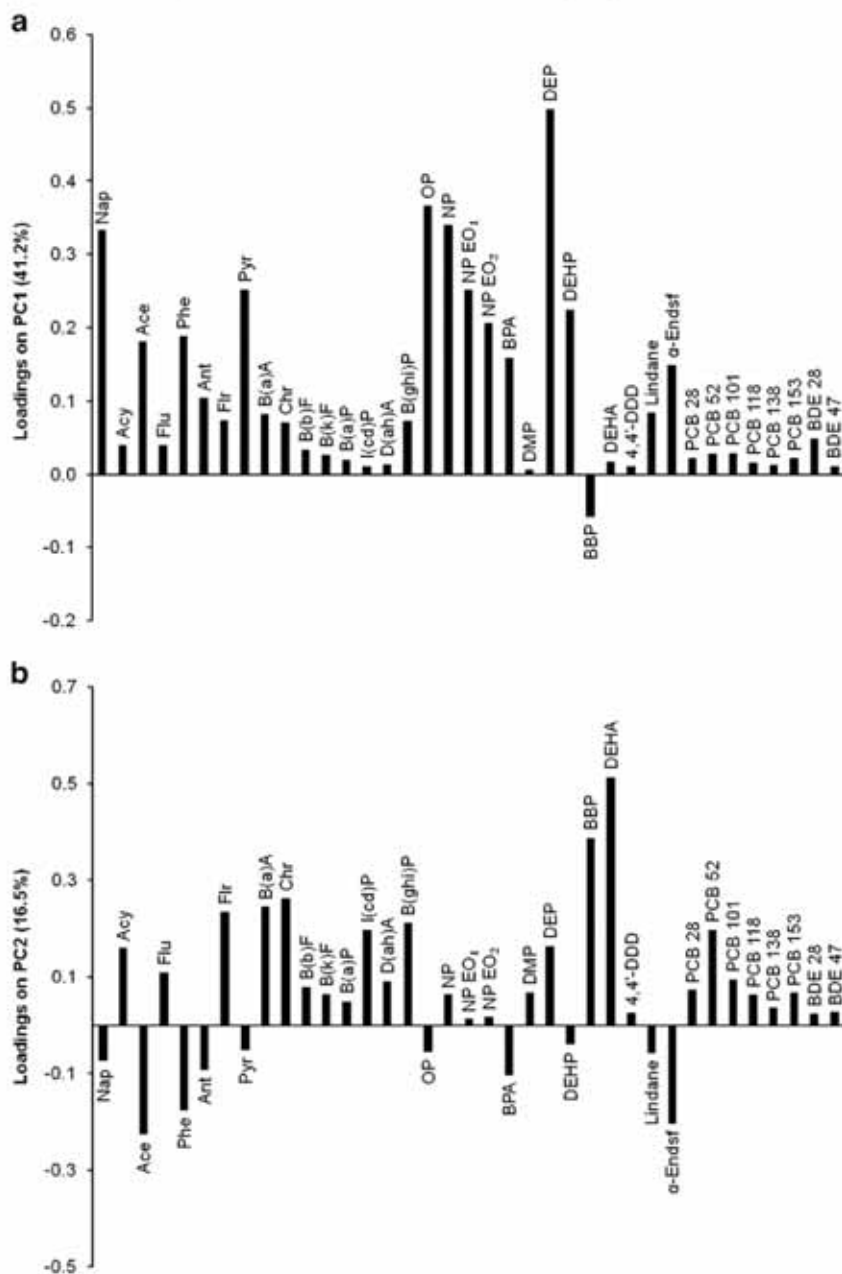 a
Loadings on PC1 (41.2%)
0.6
0.5
0.4
0.3
0.2
0.1
0.0
-0.1
-0.2
Nap
Acy
Ace
Flu
Phe
Ant
Flr
Pyr
B(a)A
Chr
B(b)F
B(k)F
B(a)P
I(cd)P
D(ah)A
B(ghi)P
OP
NP
NP EO₁
NP EO₂
BPA
DMP
DEP
DEHP
BBP
DEHA
4,4'-DDD
Lindane
α-Endsf
PCB 28
PCB 52
PCB 101
PCB 118
PCB 138
PCB 153
BDE 28
BDE 47
b
Loadings on PC2 (16.5%)
0.7
0.5
0.3
0.1
-0.1
-0.3
-0.5
Nap
Acy
Ace
Flu
Phe
Ant
Flr
Pyr
B(a)A
Chr
B(b)F
B(k)F
B(a)P
I(cd)P
D(ah)A
B(ghi)P
OP
NP
NP EO₁
NP EO₂
BPA
DMP
DEP
DEHP
BBP
DEHA
4,4'-DDD
Lindane
α-Endsf
PCB 28
PCB 52
PCB 101
PCB 118
PCB 138
PCB 153
BDE 28
BDE 47